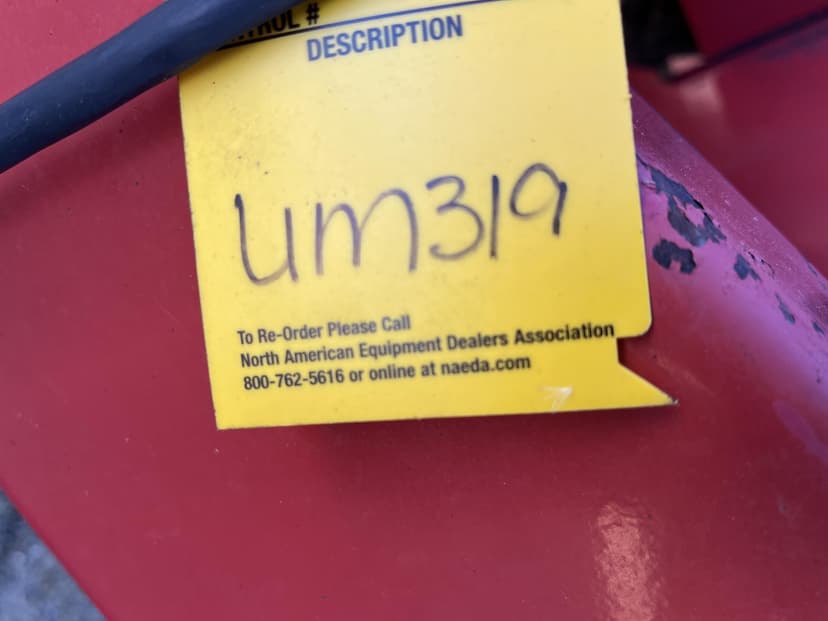 DESCRIPTION
um319
To Re-Order Please Call
North American Equipment Dealers Association
800-762-5616 or online at naeda.com